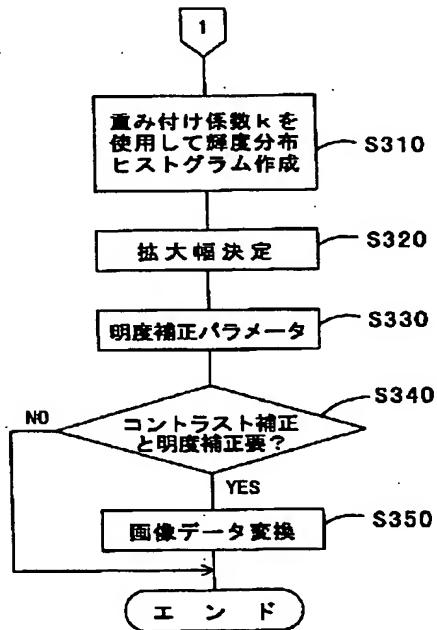 1
重み付け係数kを
使用して輝度分布
ヒストグラム作成
S310
拡大幅決定
S320
明度補正パラメータ
S330
コントラスト補正
と明度補正要?
S340
NO
YES
画像データ変換
S350
エンド